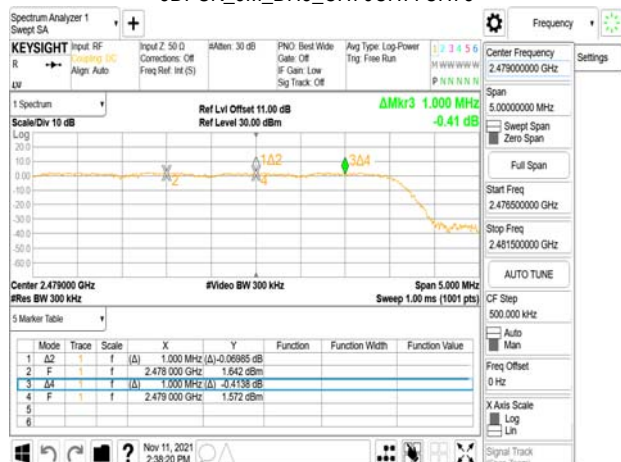 Spectrum Analyzer 1
Swept SA
Frequency
KEYSIGHT Input: RF Input Z: 50 Ω #Atten: 30 dB PNO: Best Wide Avg Type: Log-Power 1 2 3 4 5 6
R Coupling: DC Corrections: Off Gate: Off Trig: Free Run M W W W W W
Align: Auto Freq Ref: Int (S) IF Gain: Low
Sig Track: Off P N N N N N
Center Frequency
2.479000000 GHz
Settings
Span
5.00000000 MHz
Swept Span
Zero Span
Full Span
Start Freq
2.476500000 GHz
Stop Freq
2.481500000 GHz
AUTO TUNE
CF Step
500.000 kHz
Auto
Man
Freq Offset
0 Hz
X Axis Scale
Log
Lin
Signal Track
1 Spectrum Ref Lvl Offset 11.00 dB ΔMkr3 1.000 MHz
Scale/Div 10 dB Ref Level 30.00 dBm -0.41 dB
Log
20.0
10.0
0.00
-10.0
-20.0
-30.0
-40.0
-50.0
-60.0
1Δ2
3Δ4
2
4
Center 2.479000 GHz #Video BW 300 kHz Span 5.000 MHz
#Res BW 300 kHz Sweep 1.00 ms (1001 pts)
5 Marker Table
Mode Trace Scale X Y Function Function Width Function Value
1 Δ2 1 f (Δ) 1.000 MHz (Δ) -0.06985 dB
2 F 1 f 2.478 000 GHz 1.642 dBm
3 Δ4 1 f (Δ) 1.000 MHz (Δ) -0.4138 dB
4 F 1 f 2.479 000 GHz 1.572 dBm
5
6
? Nov 11, 2021
2:38:20 PM